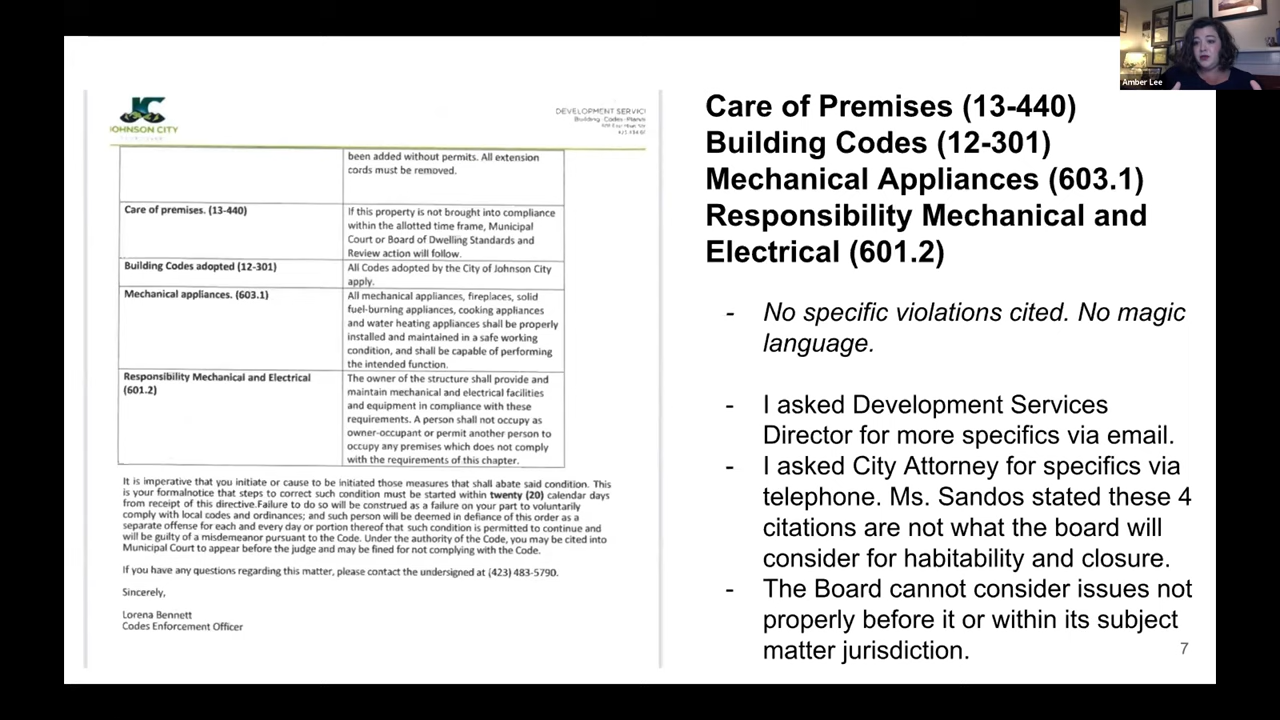 Amber Lee
JC
JOHNSON CITY
DEVELOPMENT SERVIC
Building · Codes ·
been added without permits. All extension
cords must be removed.
Care of premises. (13-440)
If this property is not brought into compliance
within the allotted time frame, Municipal
Court or Board of Dwelling Standards and
Review action will follow.
Building Codes adopted (12-301)
All Codes adopted by the City of Johnson City
apply.
Mechanical appliances. (603.1)
All mechanical appliances, fireplaces, solid
fuel-burning appliances, cooking appliances
and water heating appliances shall be properly
installed and maintained in a safe working
condition, and shall be capable of performing
the intended function.
Responsibility Mechanical and Electrical
(601.2)
The owner of the structure shall provide and
maintain mechanical and electrical facilities
and equipment in compliance with these
requirements. A person shall not occupy as
owner-occupant or permit another person to
occupy any premises which does not comply
with the requirements of this chapter.
It is imperative that you initiate or cause to be initiated those measures that shall abate said condition. This
is your formalnotice that steps to correct such condition must be started within twenty (20) calendar days
from receipt of this directive.Failure to do so will be construed as a failure on your part to voluntarily
comply with local codes and ordinances; and such person will be deemed in defiance of this order as a
separate offense for each and every day or portion thereof that such condition is permitted to continue and
will be guilty of a misdemeanor pursuant to the Code. Under the authority of the Code, you may be cited into
Municipal Court to appear before the judge and may be fined for not complying with the Code.
If you have any questions regarding this matter, please contact the undersigned at (423) 483-5790.
Sincerely,
Lorena Bennett
Codes Enforcement Officer
Care of Premises (13-440)
Building Codes (12-301)
Mechanical Appliances (603.1)
Responsibility Mechanical and
Electrical (601.2)
- No specific violations cited. No magic
language.
- I asked Development Services
Director for more specifics via email.
- I asked City Attorney for specifics via
telephone. Ms. Sandos stated these 4
citations are not what the board will
consider for habitability and closure.
- The Board cannot consider issues not
properly before it or within its subject
matter jurisdiction.
7